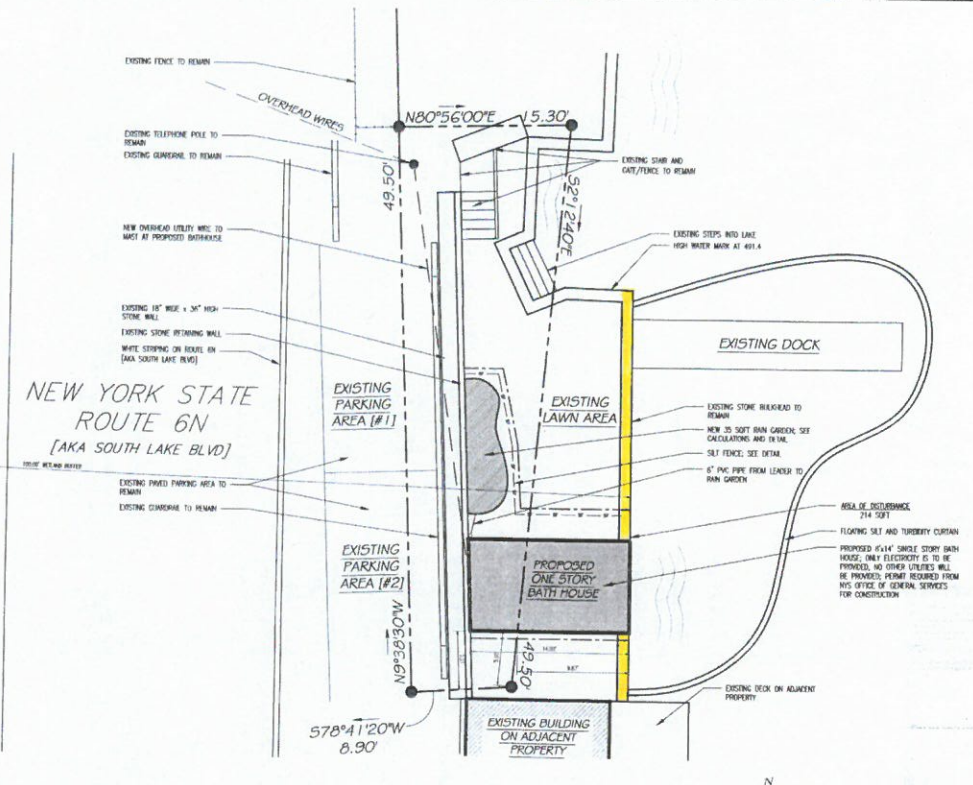 EXISTING FENCE TO REMAIN
OVERHEAD WIRES
N80°56'00"E 15.30'
EXISTING TELEPHONE POLE TO
REMAIN
EXISTING GUARDRAIL TO REMAIN
49.50'
EXISTING STAIR AND
GATE/FENCE TO REMAIN
S2°12'40"E
NEW OVERHEAD UTILITY WIRE TO
MAST AT PROPOSED BATHHOUSE
EXISTING STEPS INTO LAKE
HIGH WATER MARK AT 491.4
EXISTING 18" WIDE x 36" HIGH
STONE WALL
EXISTING STONE RETAINING WALL
WHITE STRIPING ON ROUTE 6N
[AKA SOUTH LAKE BLVD]
EXISTING DOCK
NEW YORK STATE
ROUTE 6N
[AKA SOUTH LAKE BLVD]
EXISTING
PARKING
AREA [#1]
EXISTING
LAWN AREA
EXISTING STONE BULKHEAD TO
REMAIN
NEW 35 SQFT RAIN GARDEN; SEE
CALCULATIONS AND DETAIL
SILT FENCE; SEE DETAIL
6" PVC PIPE FROM LEADER TO
RAIN GARDEN
EXISTING PAVED PARKING AREA TO
REMAIN
EXISTING GUARDRAIL TO REMAIN
AREA OF DISTURBANCE
214 SQFT
FLOATING SILT AND TURBIDITY CURTAIN
EXISTING
PARKING
AREA [#2]
PROPOSED
ONE STORY
BATH HOUSE
PROPOSED 8'x14' SINGLE STORY BATH
HOUSE; ONLY ELECTRICITY IS TO BE
PROVIDED, NO OTHER UTILITIES WILL
BE PROVIDED; PERMIT REQUIRED FROM
NYS OFFICE OF GENERAL SERVICES
FOR CONSTRUCTION
N9°38'30"W
14.00'
9.87'
49.50'
EXISTING DECK ON ADJACENT
PROPERTY
S78°41'20"W
8.90'
EXISTING BUILDING
ON ADJACENT
PROPERTY
N